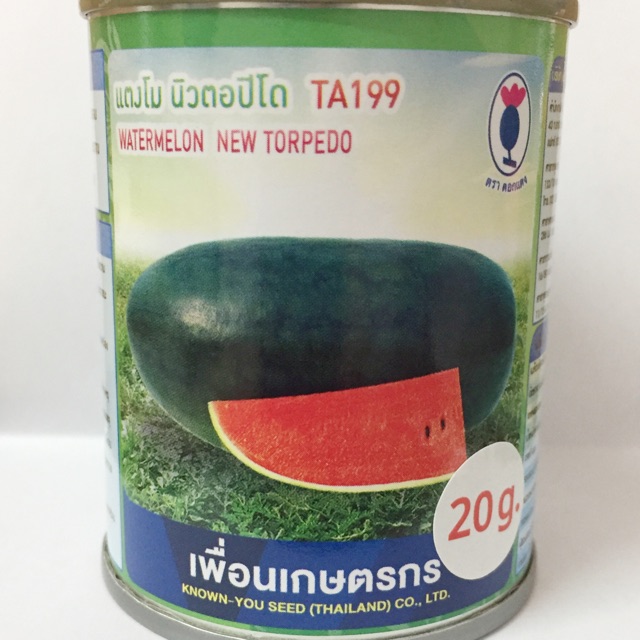 แตงโม นิวตอปีโด TA199
WATERMELON NEW TORPEDO
ตรา ดอกแตง
20g.
เพื่อนเกษตรกร
KNOWN-YOU SEED (THAILAND) CO., LTD.